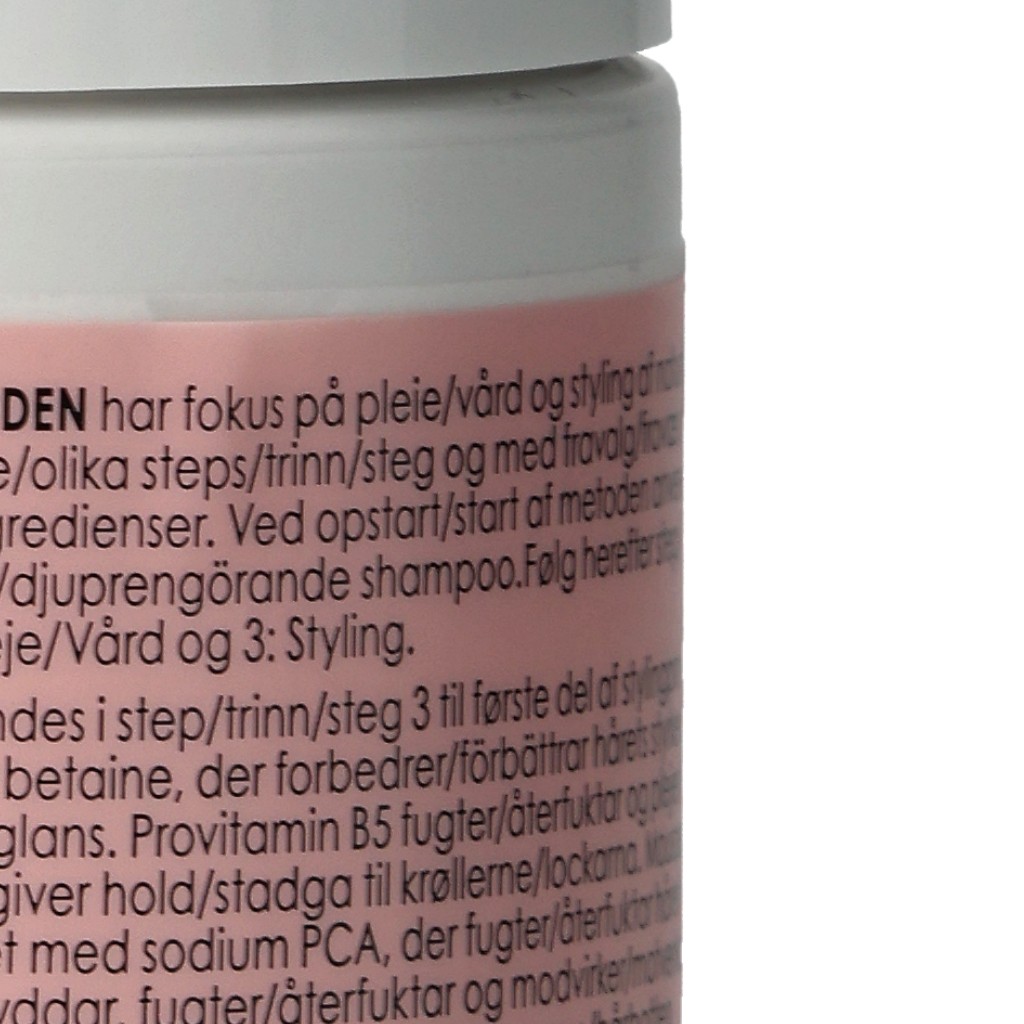 DEN har fokus på pleie/vård og styling af
/olika steps/trinn/steg og med fravalg/
gredienser. Ved opstart/start af metoden
/djuprengörande shampoo.Følg herefter
je/Vård og 3: Styling.
ndes i step/trinn/steg 3 til første del af
betaine, der forbedrer/förbättrar hårets
glans. Provitamin B5 fugter/återfuktar og
giver hold/stadga til krøllerne/lockarna.
t med sodium PCA, der fugter/återfuktar
yddar, fugter/återfuktar og modvirker/